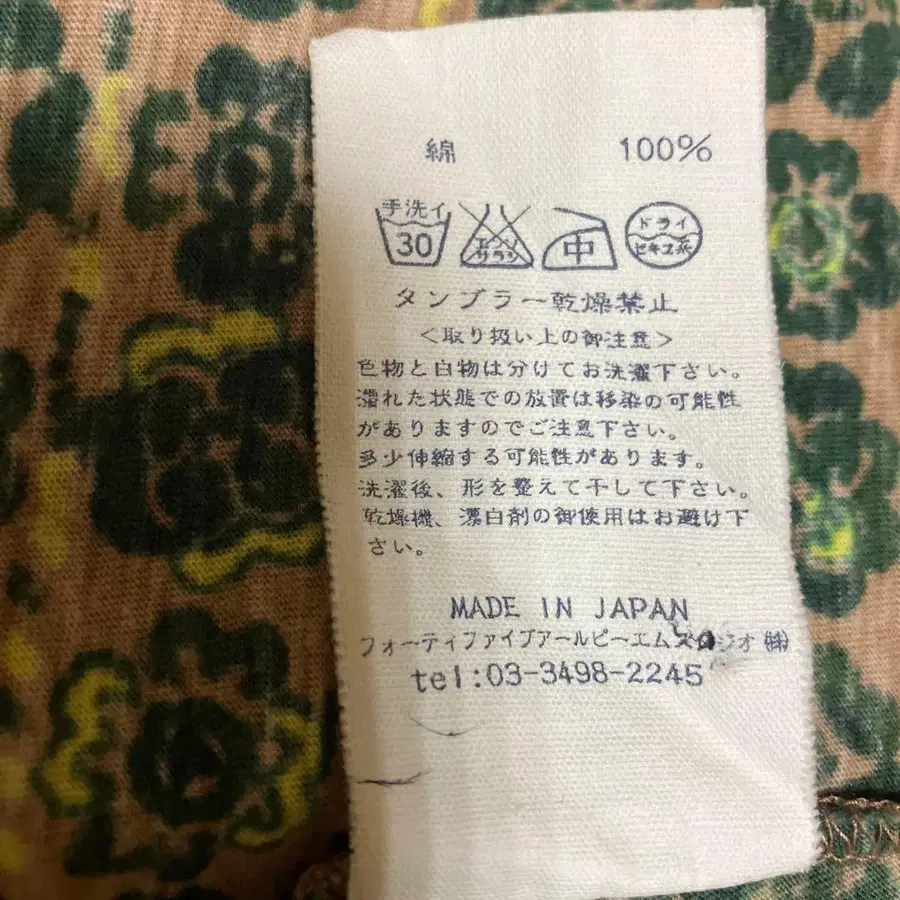 綿 100%
手洗イ
30 エンソサラシ 中 ドライ セキユ系
タンブラー乾燥禁止
<取り扱い上の御注意>
色物と白物は分けてお洗濯下さい。
濡れた状態での放置は移染の可能性
がありますのでご注意下さい。
多少伸縮する可能性があります。
洗濯後、形を整えて干して下さい。
乾燥機、漂白剤の御使用はお避け下
さい。
MADE IN JAPAN
フォーティファイブアールピーエムスタジオ㈱
tel:03-3498-2245